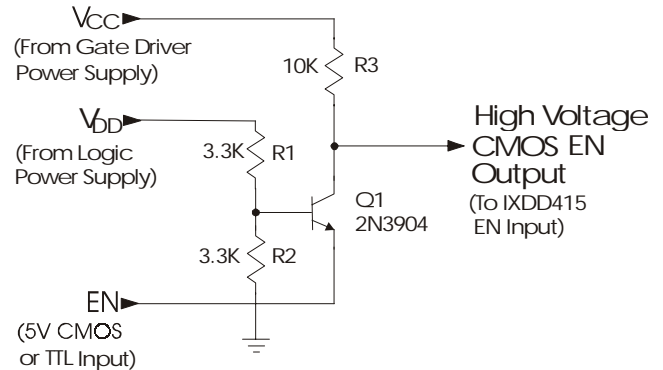 VCC
(From Gate Driver
Power Supply)
10K
R3
VDD
(From Logic
Power Supply)
3.3K
R1
High Voltage
CMOS EN
Output
(To IXDD415
EN Input)
Q1
2N3904
3.3K
R2
EN
(5V CMOS
or TTL Input)